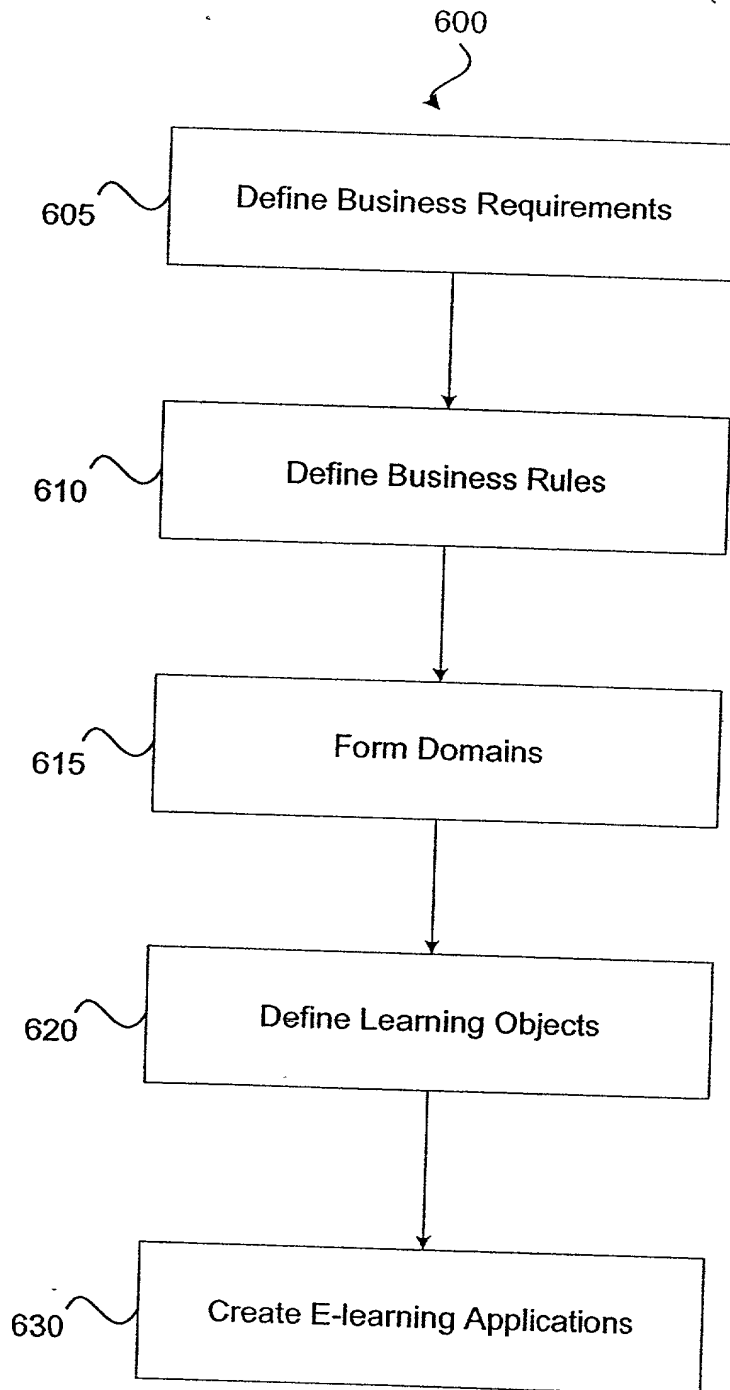 600
605
Define Business Requirements
610
Define Business Rules
615
Form Domains
620
Define Learning Objects
630
Create E-learning Applications